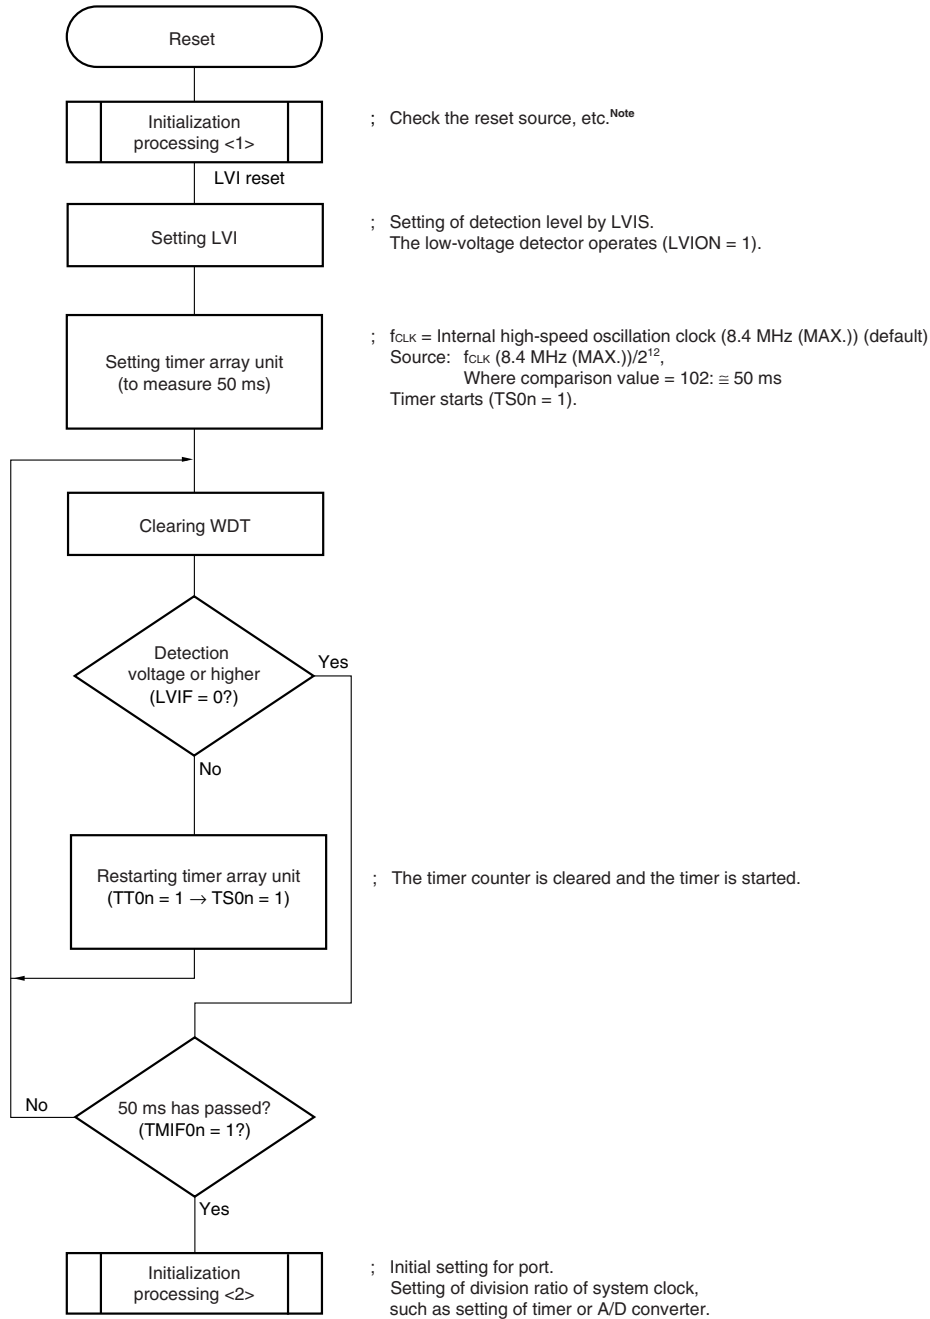 Reset
Initialization
processing <1>
; Check the reset source, etc.Note
LVI reset
Setting LVI
; Setting of detection level by LVIS.
The low-voltage detector operates (LVION = 1).
Setting timer array unit
(to measure 50 ms)
; fCLK = Internal high-speed oscillation clock (8.4 MHz (MAX.)) (default)
Source: fCLK (8.4 MHz (MAX.))/2¹²,
Where comparison value = 102: ≅ 50 ms
Timer starts (TS0n = 1).
Clearing WDT
Detection
voltage or higher
(LVIF = 0?)
Yes
No
Restarting timer array unit
(TT0n = 1 → TS0n = 1)
; The timer counter is cleared and the timer is started.
50 ms has passed?
(TMIF0n = 1?)
No
Yes
Initialization
processing <2>
; Initial setting for port.
Setting of division ratio of system clock,
such as setting of timer or A/D converter.